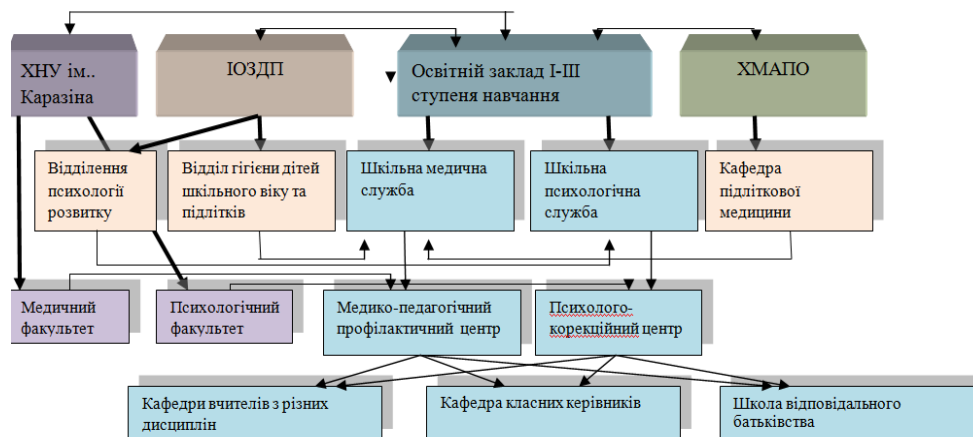 ХНУ ім..
Каразіна
ІОЗДП
Освітній заклад І-ІІІ
ступеня навчання
ХМАПО
Відділення
психології
розвитку
Відділ гігієни дітей
шкільного віку та
підлітків
Шкільна медична
служба
Шкільна
психологічна
служба
Кафедра
підліткової
медицини
Медичний
факультет
Психологічний
факультет
Медико-педагогічний
профілактичний центр
Психолого-
корекційний центр
Кафедри вчителів з різних
дисциплін
Кафедра класних керівників
Школа відповідального
батьківства